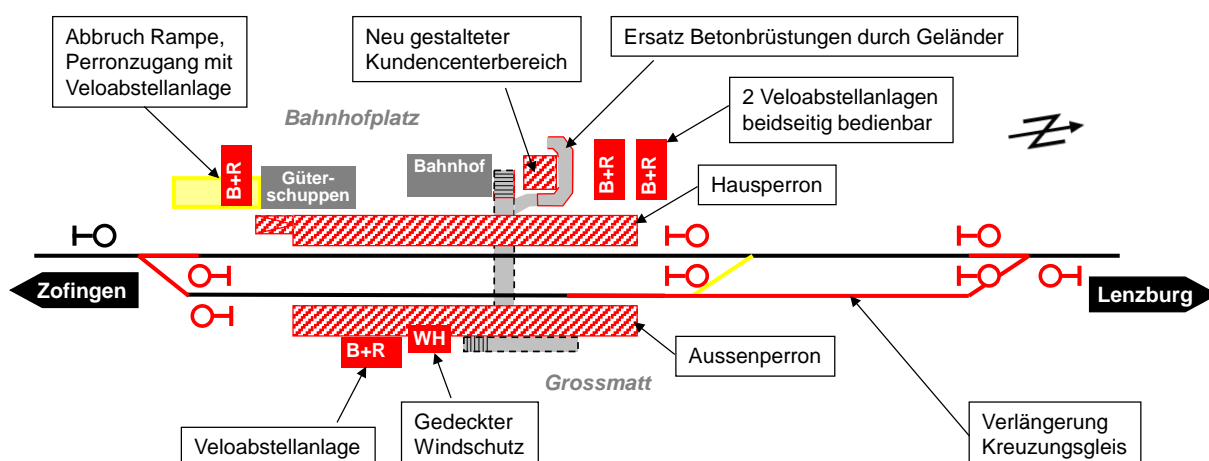 Abbruch Rampe,
Perronzugang mit
Veloabstellanlage
Neu gestalteter
Kundencenterbereich
Ersatz Betonbrüstungen durch Geländer
2 Veloabstellanlagen
beidseitig bedienbar
Bahnhofplatz
B+R
Güter-
schuppen
Bahnhof
B+R
B+R
Hausperron
Zofingen
Lenzburg
B+R
WH
Aussenperron
Grossmatt
Veloabstellanlage
Gedeckter
Windschutz
Verlängerung
Kreuzungsgleis